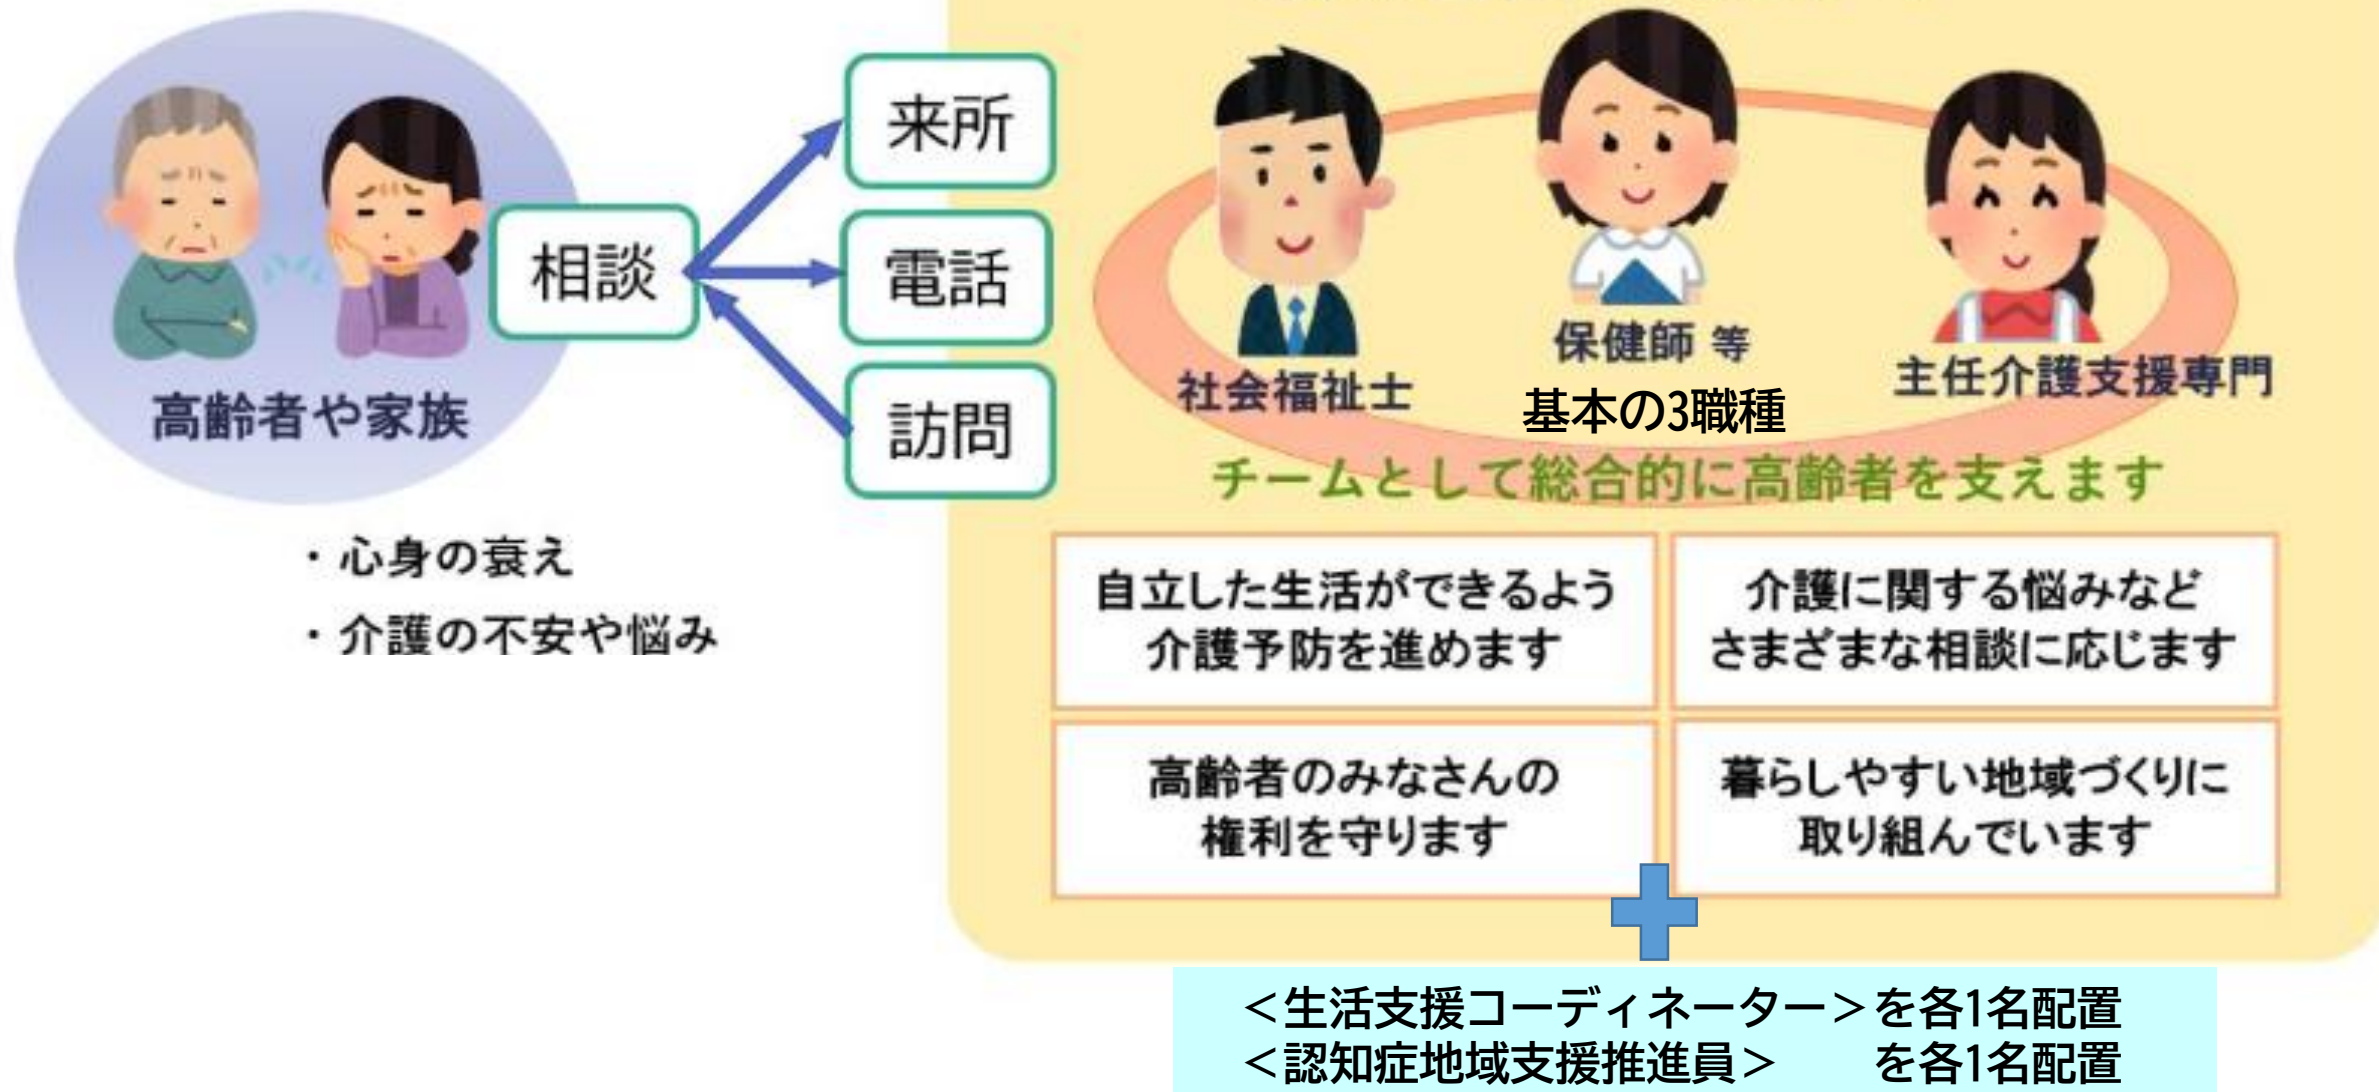 高齢者や家族
相談
来所
電話
訪問
・心身の衰え
・介護の不安や悩み
社会福祉士
保健師 等
主任介護支援専門
基本の3職種
チームとして総合的に高齢者を支えます
自立した生活ができるよう
介護予防を進めます
介護に関する悩みなど
さまざまな相談に応じます
高齢者のみなさんの
権利を守ります
暮らしやすい地域づくりに
取り組んでいます
＜生活支援コーディネーター＞を各1名配置
＜認知症地域支援推進員＞　　を各1名配置